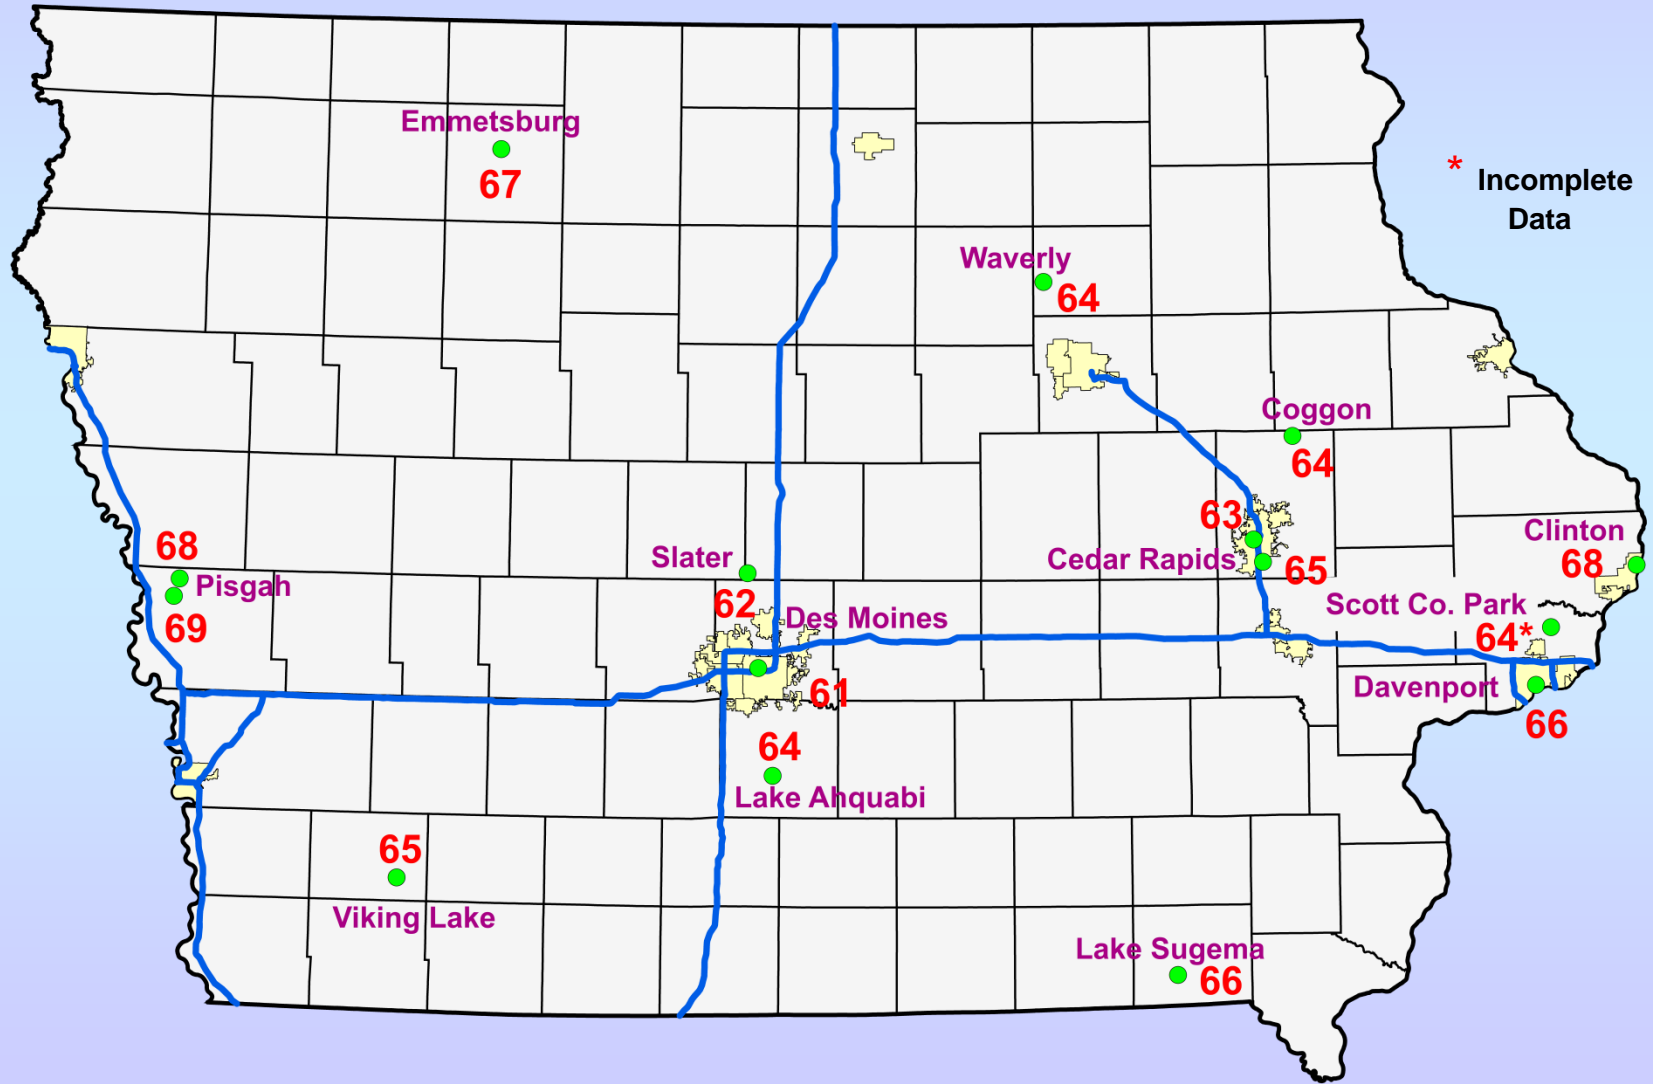 Emmetsburg
67
* Incomplete
Data
Waverly
64
Coggon
64
63
Cedar Rapids
65
Clinton
68
68
Pisgah
69
Slater
62
Des Moines
61
Scott Co. Park
64*
Davenport
66
64
Lake Ahquabi
65
Viking Lake
Lake Sugema
66